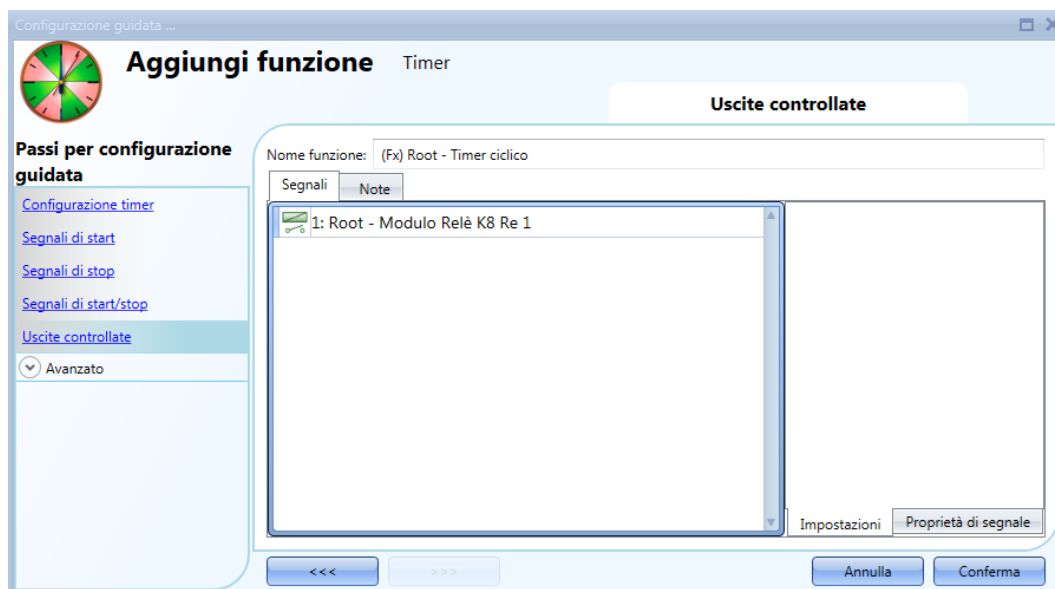 Configurazione guidata ...
Aggiungi funzione Timer
Uscite controllate
Passi per configurazione
guidata
Configurazione timer
Segnali di start
Segnali di stop
Segnali di start/stop
Uscite controllate
Avanzato
Nome funzione: (Fx) Root - Timer ciclico
Segnali Note
1: Root - Modulo Relè K8 Re 1
Impostazioni Proprietà di segnale
<<< >>> Annulla Conferma